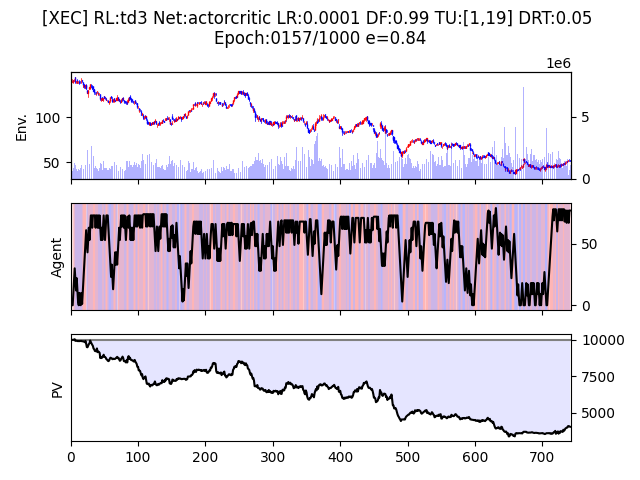 [XEC] RL:td3 Net:actorcritic LR:0.0001 DF:0.99 TU:[1,19] DRT:0.05
Epoch:0157/1000 e=0.84
1e6
Env.
100
50
5
0
Agent
50
0
PV
10000
7500
5000
0 100 200 300 400 500 600 700